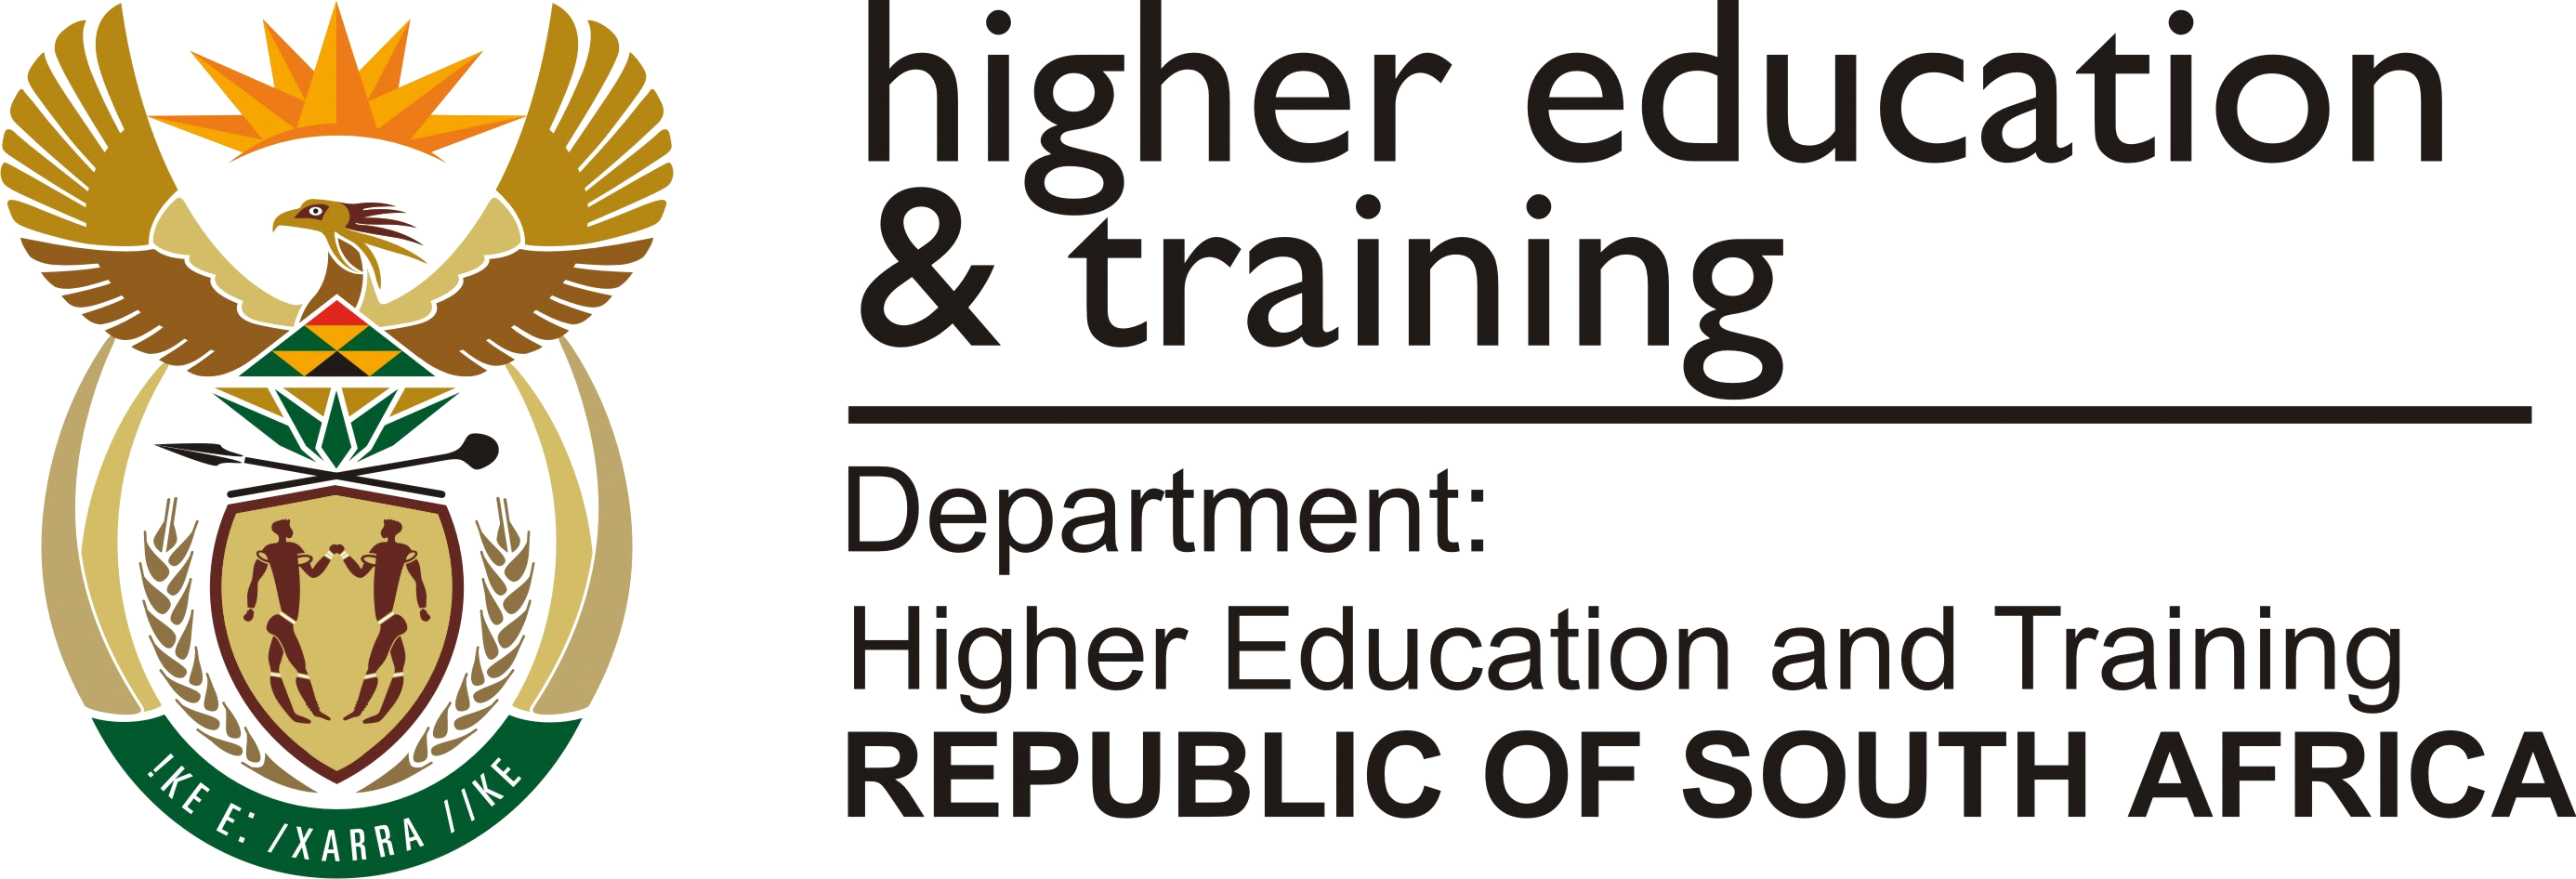 higher education
& training
Department:
Higher Education and Training
REPUBLIC OF SOUTH AFRICA
!KE E: /XARRA //KE